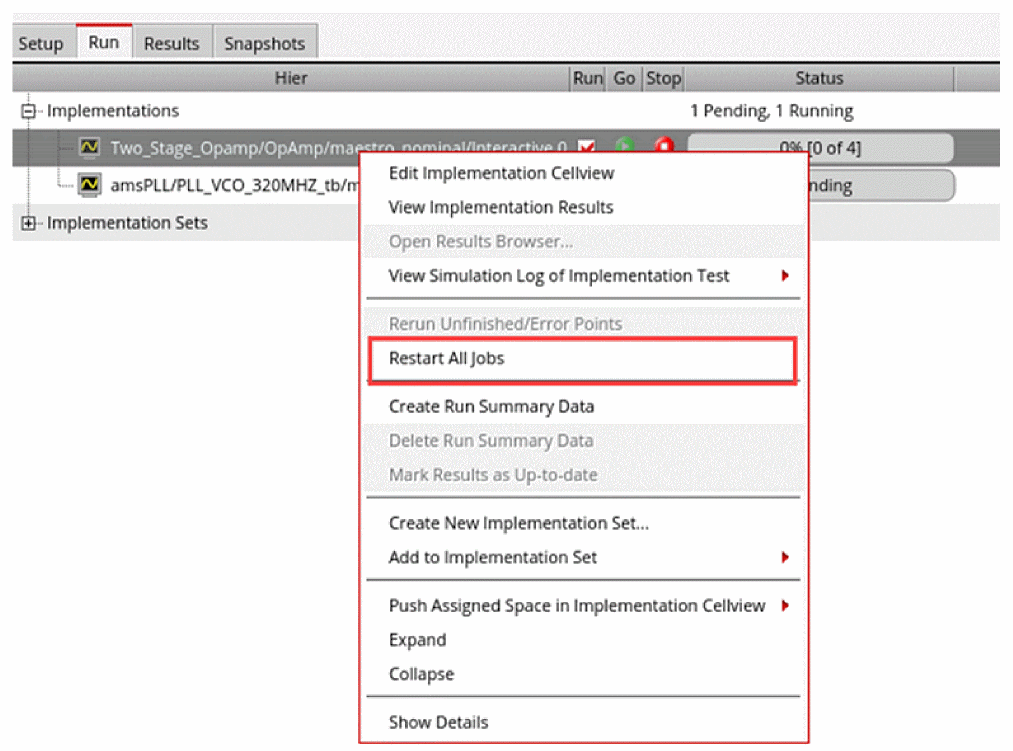 Setup Run Results Snapshots
Hier Run Go Stop Status
Implementations 1 Pending, 1 Running
Two_Stage_Opamp/OpAmp/maestro_nominal/Interactive.0 0% [0 of 4]
amsPLL/PLL_VCO_320MHZ_tb/m nding
Implementation Sets
Edit Implementation Cellview
View Implementation Results
Open Results Browser...
View Simulation Log of Implementation Test
Rerun Unfinished/Error Points
Restart All Jobs
Create Run Summary Data
Delete Run Summary Data
Mark Results as Up-to-date
Create New Implementation Set...
Add to Implementation Set
Push Assigned Space in Implementation Cellview
Expand
Collapse
Show Details